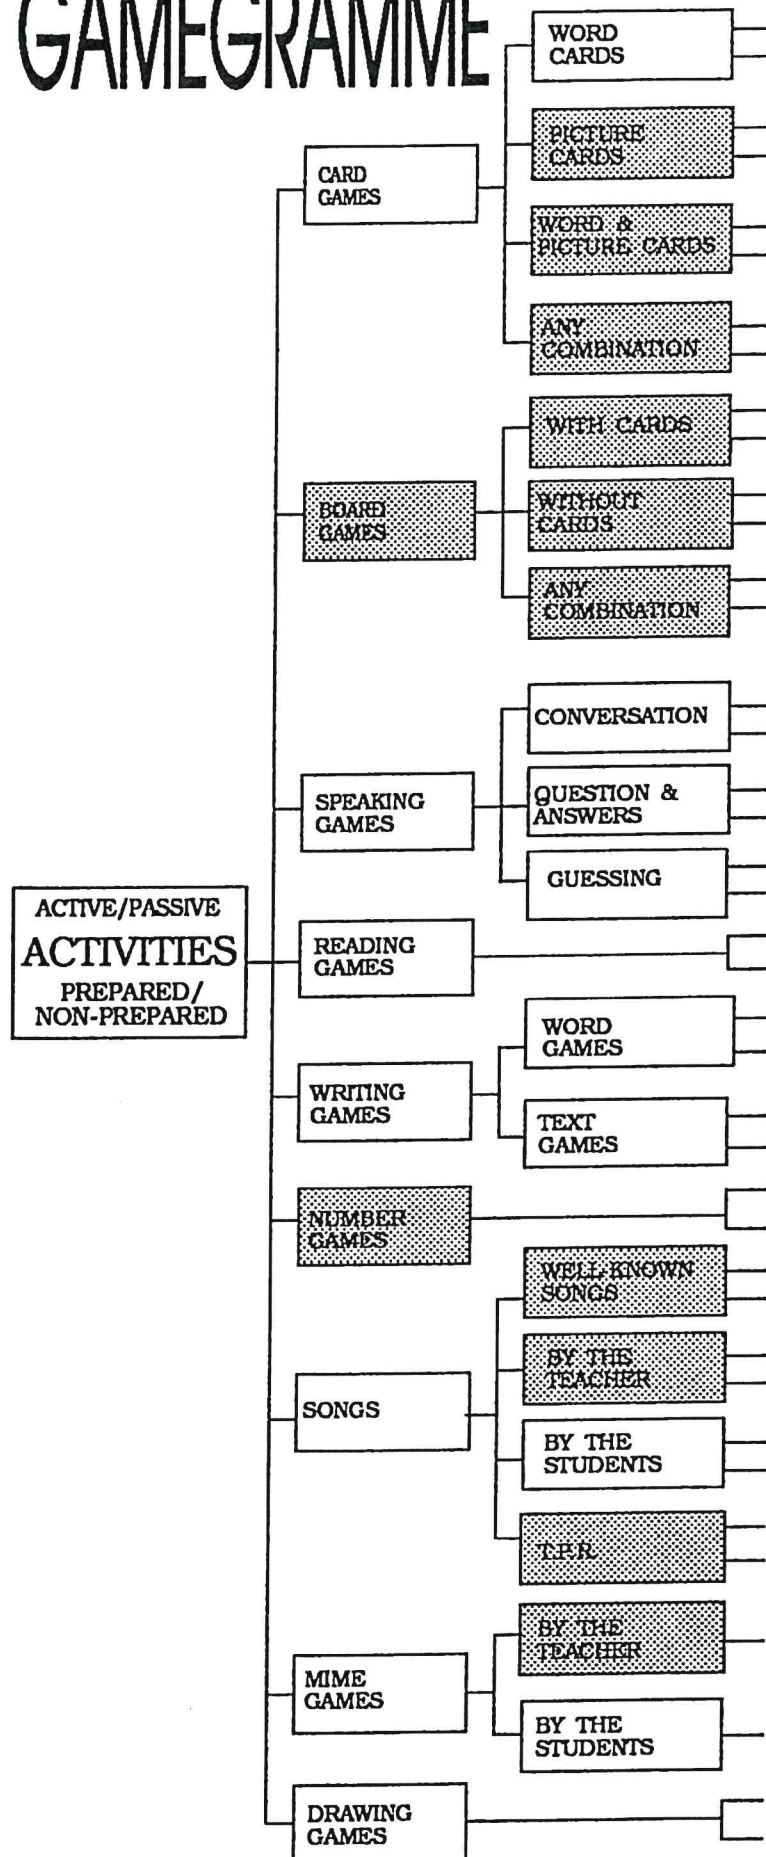 GAMEGRAMME
WORD
CARDS
PICTURE
CARDS
CARD
GAMES
WORD &
PICTURE CARDS
ANY
COMBINATION
WITH CARDS
BOARD
GAMES
WITHOUT
CARDS
ANY
COMBINATION
CONVERSATION
SPEAKING
GAMES
QUESTION &
ANSWERS
GUESSING
ACTIVE/PASSIVE
ACTIVITIES
PREPARED/
NON-PREPARED
READING
GAMES
WORD
GAMES
WRITING
GAMES
TEXT
GAMES
NUMBER
GAMES
WELL-KNOWN
SONGS
BY THE
TEACHER
SONGS
BY THE
STUDENTS
T.P.R.
BY THE
TEACHER
MIME
GAMES
BY THE
STUDENTS
DRAWING
GAMES